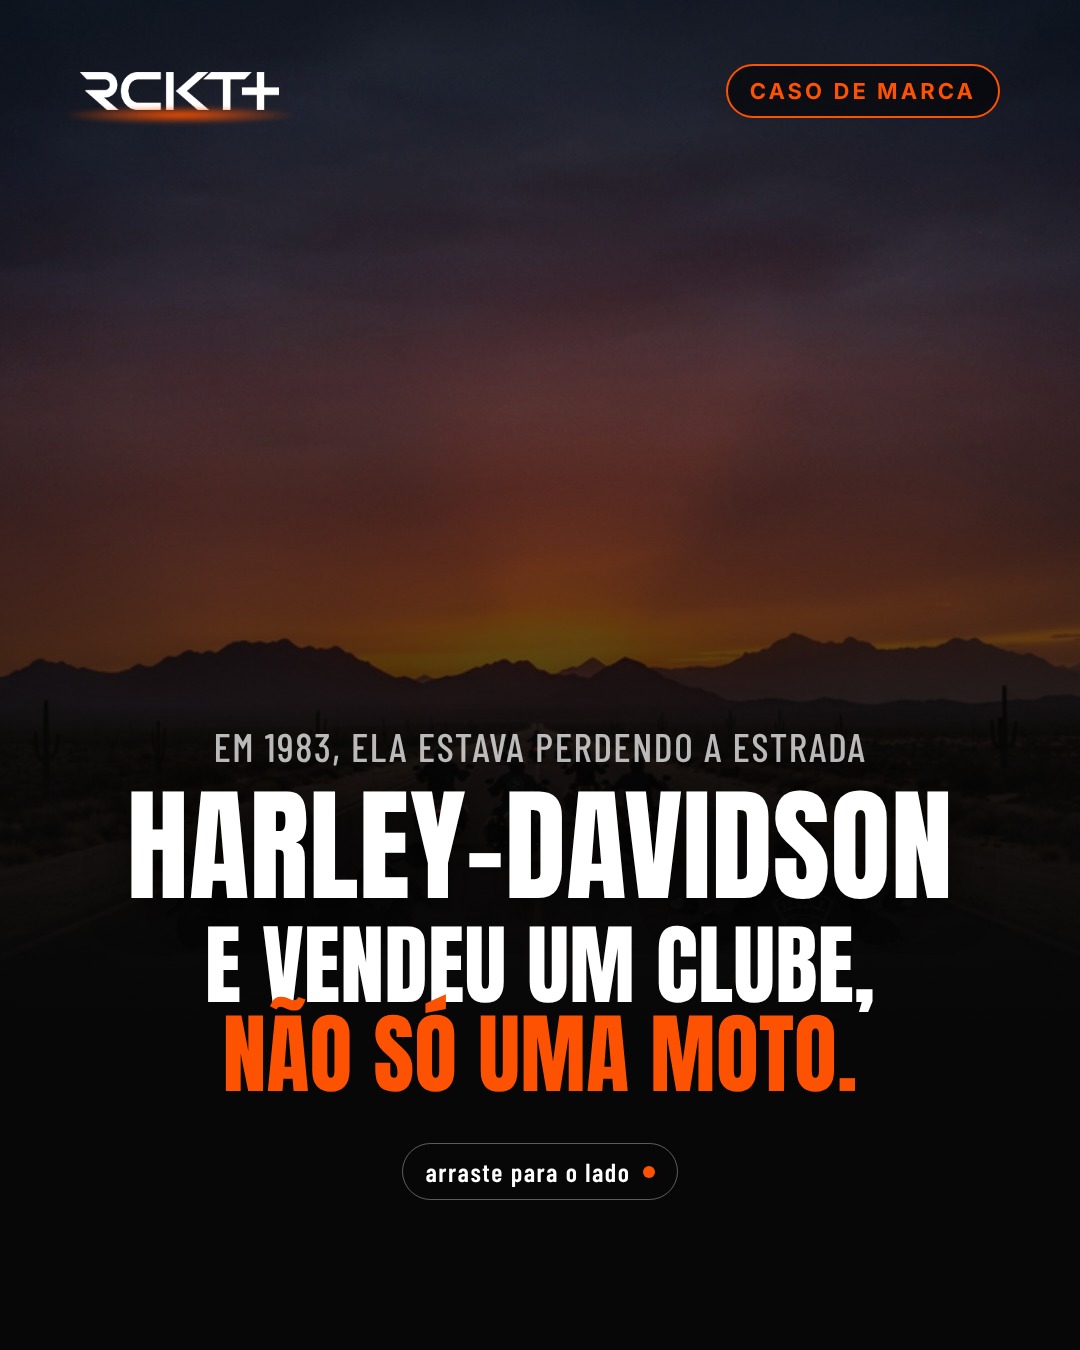 RCKT+
CASO DE MARCA
EM 1983, ELA ESTAVA PERDENDO A ESTRADA
HARLEY-DAVIDSON
E VENDEU UM CLUBE,
NÃO SÓ UMA MOTO.
arraste para o lado